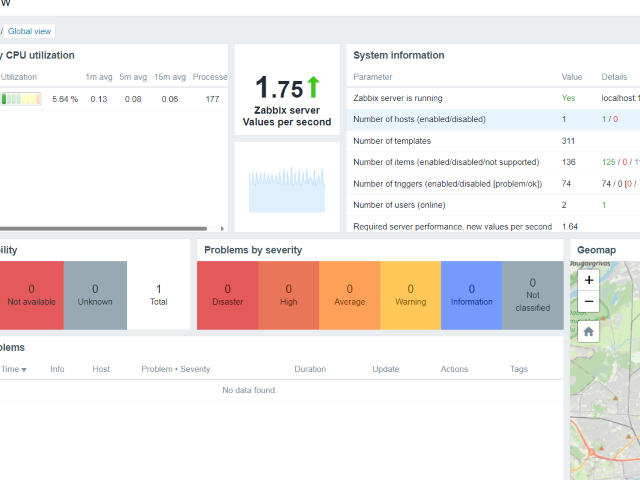 w
/ Global view
y CPU utilization
Utilization 1m avg 5m avg 15m avg Processe
5.64 % 0.13 0.08 0.06 177
1.75
Zabbix server
Values per second
System information
Parameter Value Details
Zabbix server is running Yes localhost:1
Number of hosts (enabled/disabled) 1 1 / 0
Number of templates 311
Number of items (enabled/disabled/not supported) 136 125 / 0 / 1
Number of triggers (enabled/disabled [problem/ok]) 74 74 / 0 [0 /
Number of users (online) 2 1
Required server performance, new values per second 1.64
bility
0 Not available
0 Unknown
1 Total
Problems by severity
0 Disaster
0 High
0 Average
0 Warning
0 Information
0 Not classified
Geomap
+
−
blems
Time Info Host Problem • Severity Duration Update Actions Tags
No data found